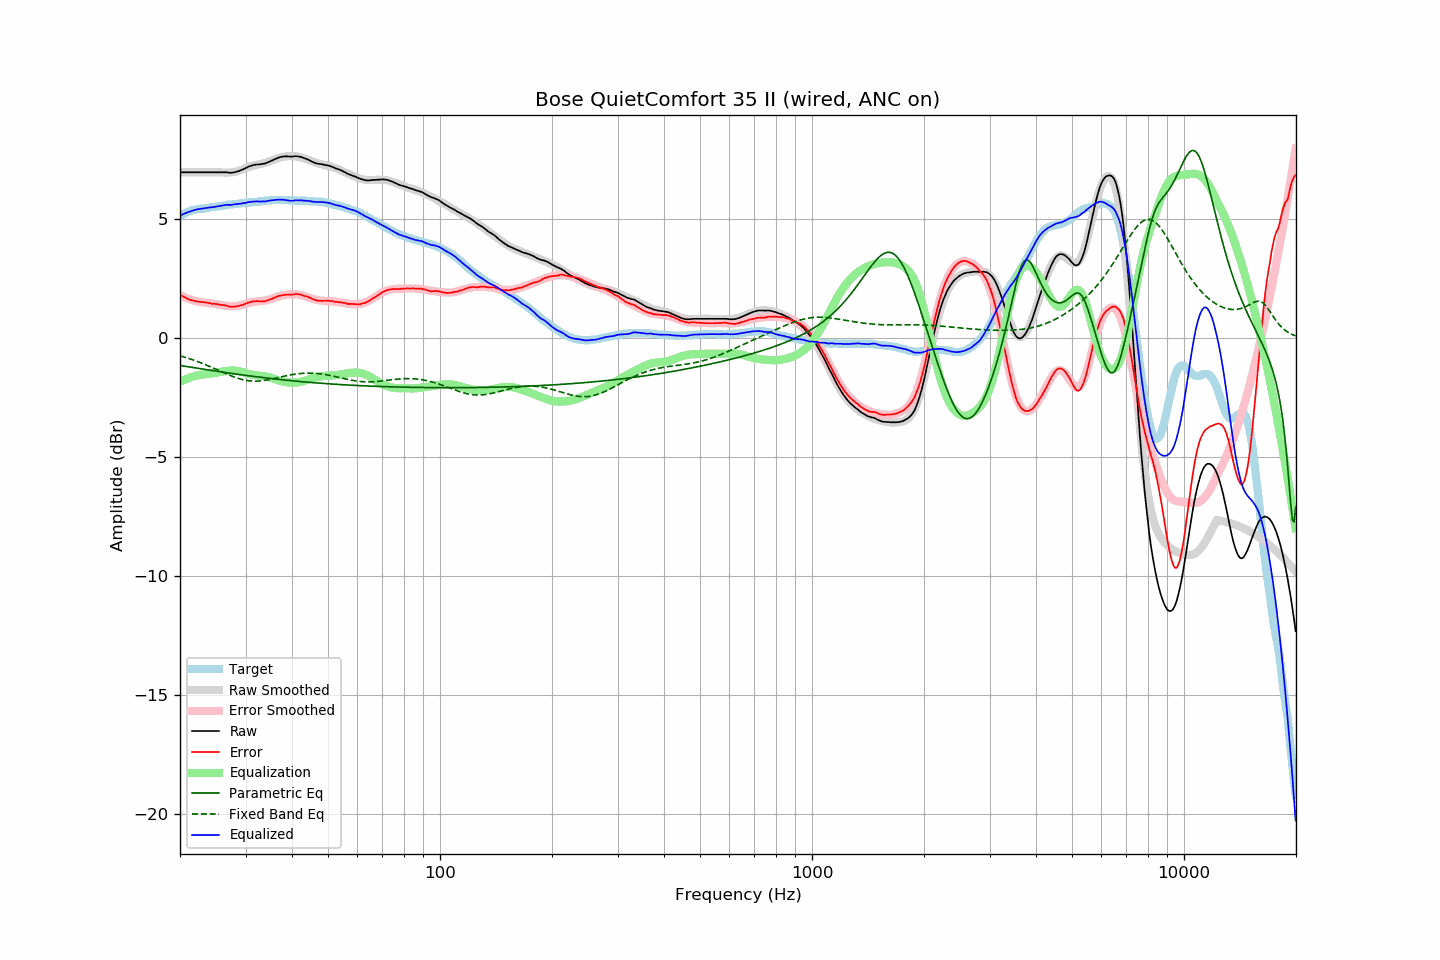 Bose QuietComfort 35 II (wired, ANC on)
Amplitude (dBr)
5
0
−5
−10
−15
−20
Target
Raw Smoothed
Error Smoothed
Raw
Error
Equalization
Parametric Eq
Fixed Band Eq
Equalized
100
1000
10000
Frequency (Hz)